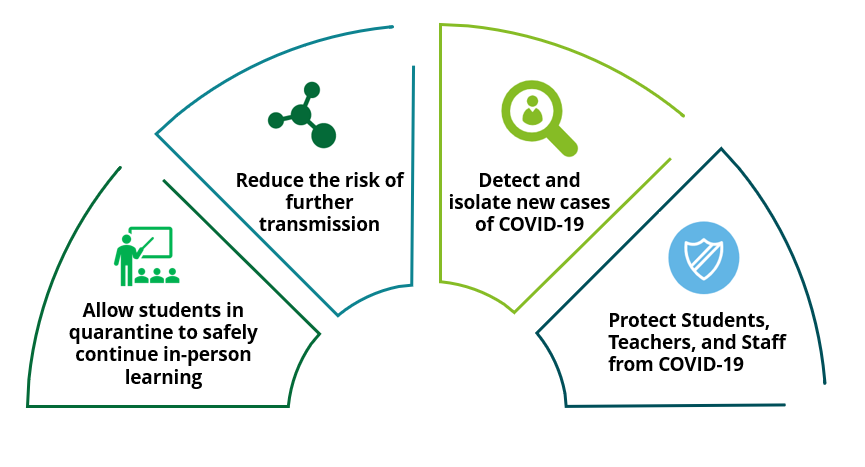 Allow students in
quarantine to safely
continue in-person
learning
Reduce the risk of
further
transmission
Detect and
isolate new cases
of COVID-19
Protect Students,
Teachers, and Staff
from COVID-19